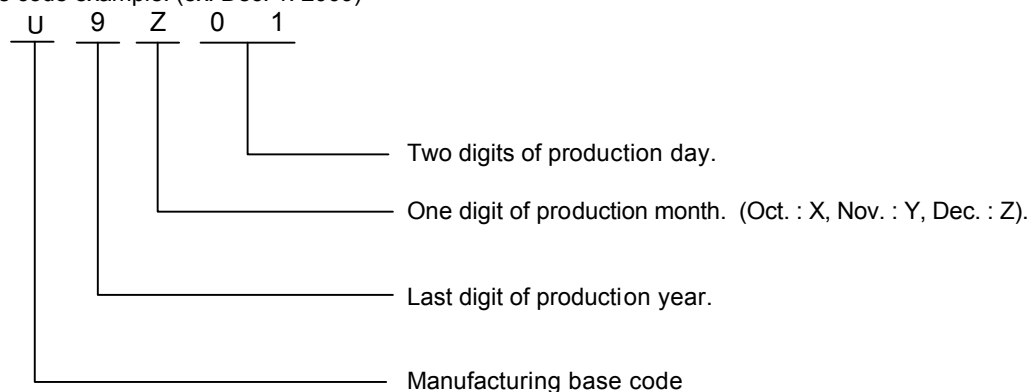 code example: (ex. Dec. 1. 2009)
U 9 Z 0 1
Two digits of production day.
One digit of production month. (Oct. : X, Nov. : Y, Dec. : Z).
Last digit of production year.
Manufacturing base code